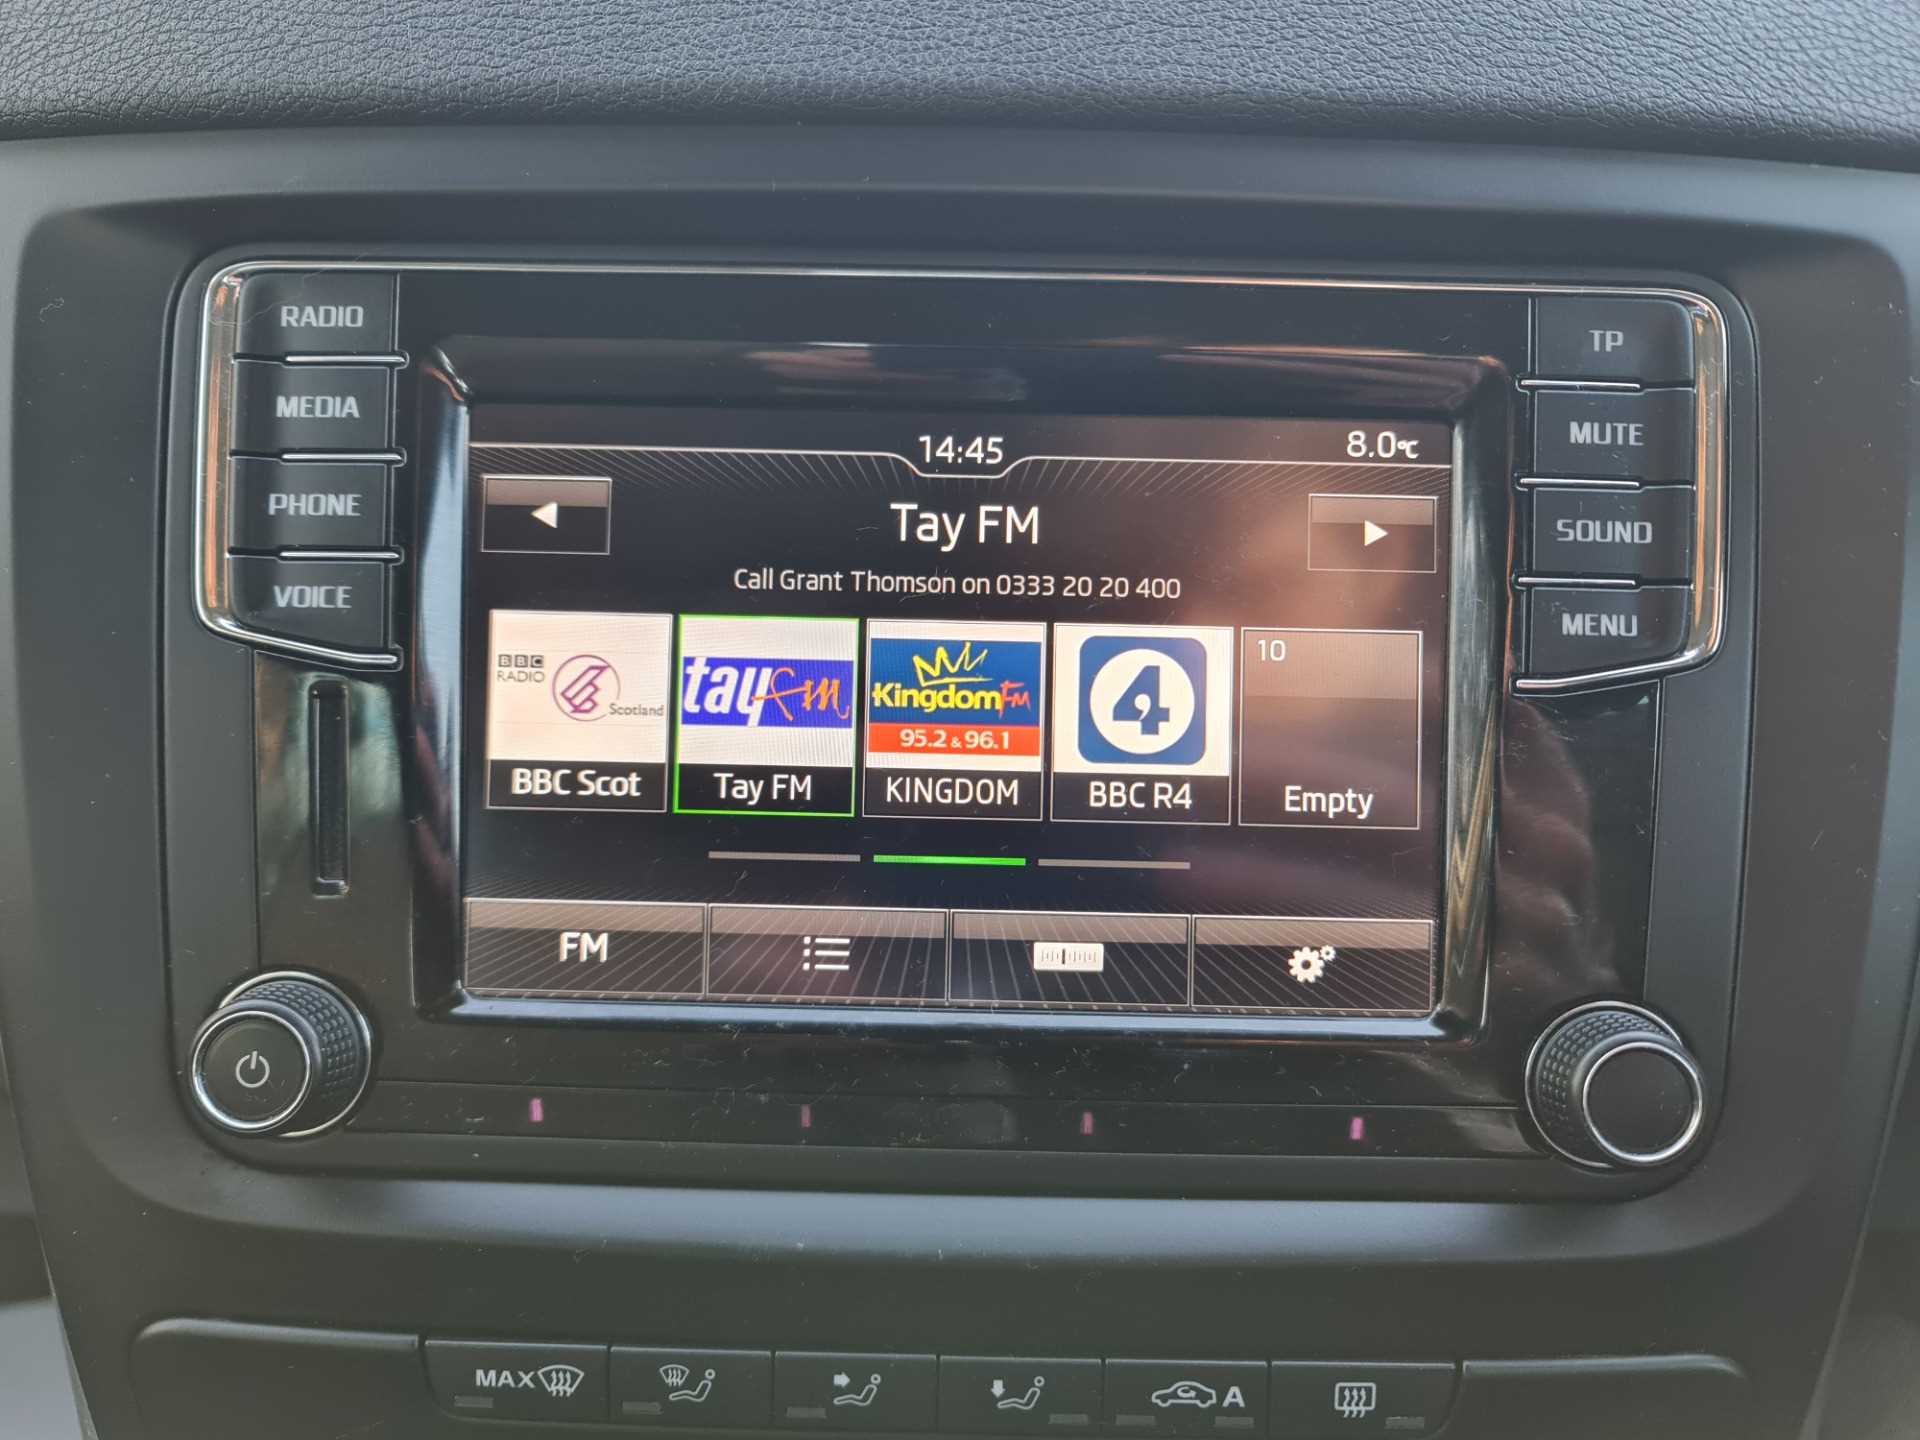 RADIO
MEDIA
PHONE
VOICE
TP
MUTE
SOUND
MENU
14:45
8.0°C
Tay FM
Call Grant Thomson on 0333 20 20 400
BBC
RADIO
Scotland
BBC Scot
tay fm
Tay FM
Kingdom FM
95.2 & 96.1
KINGDOM
4
BBC R4
10
Empty
FM
MAX
A